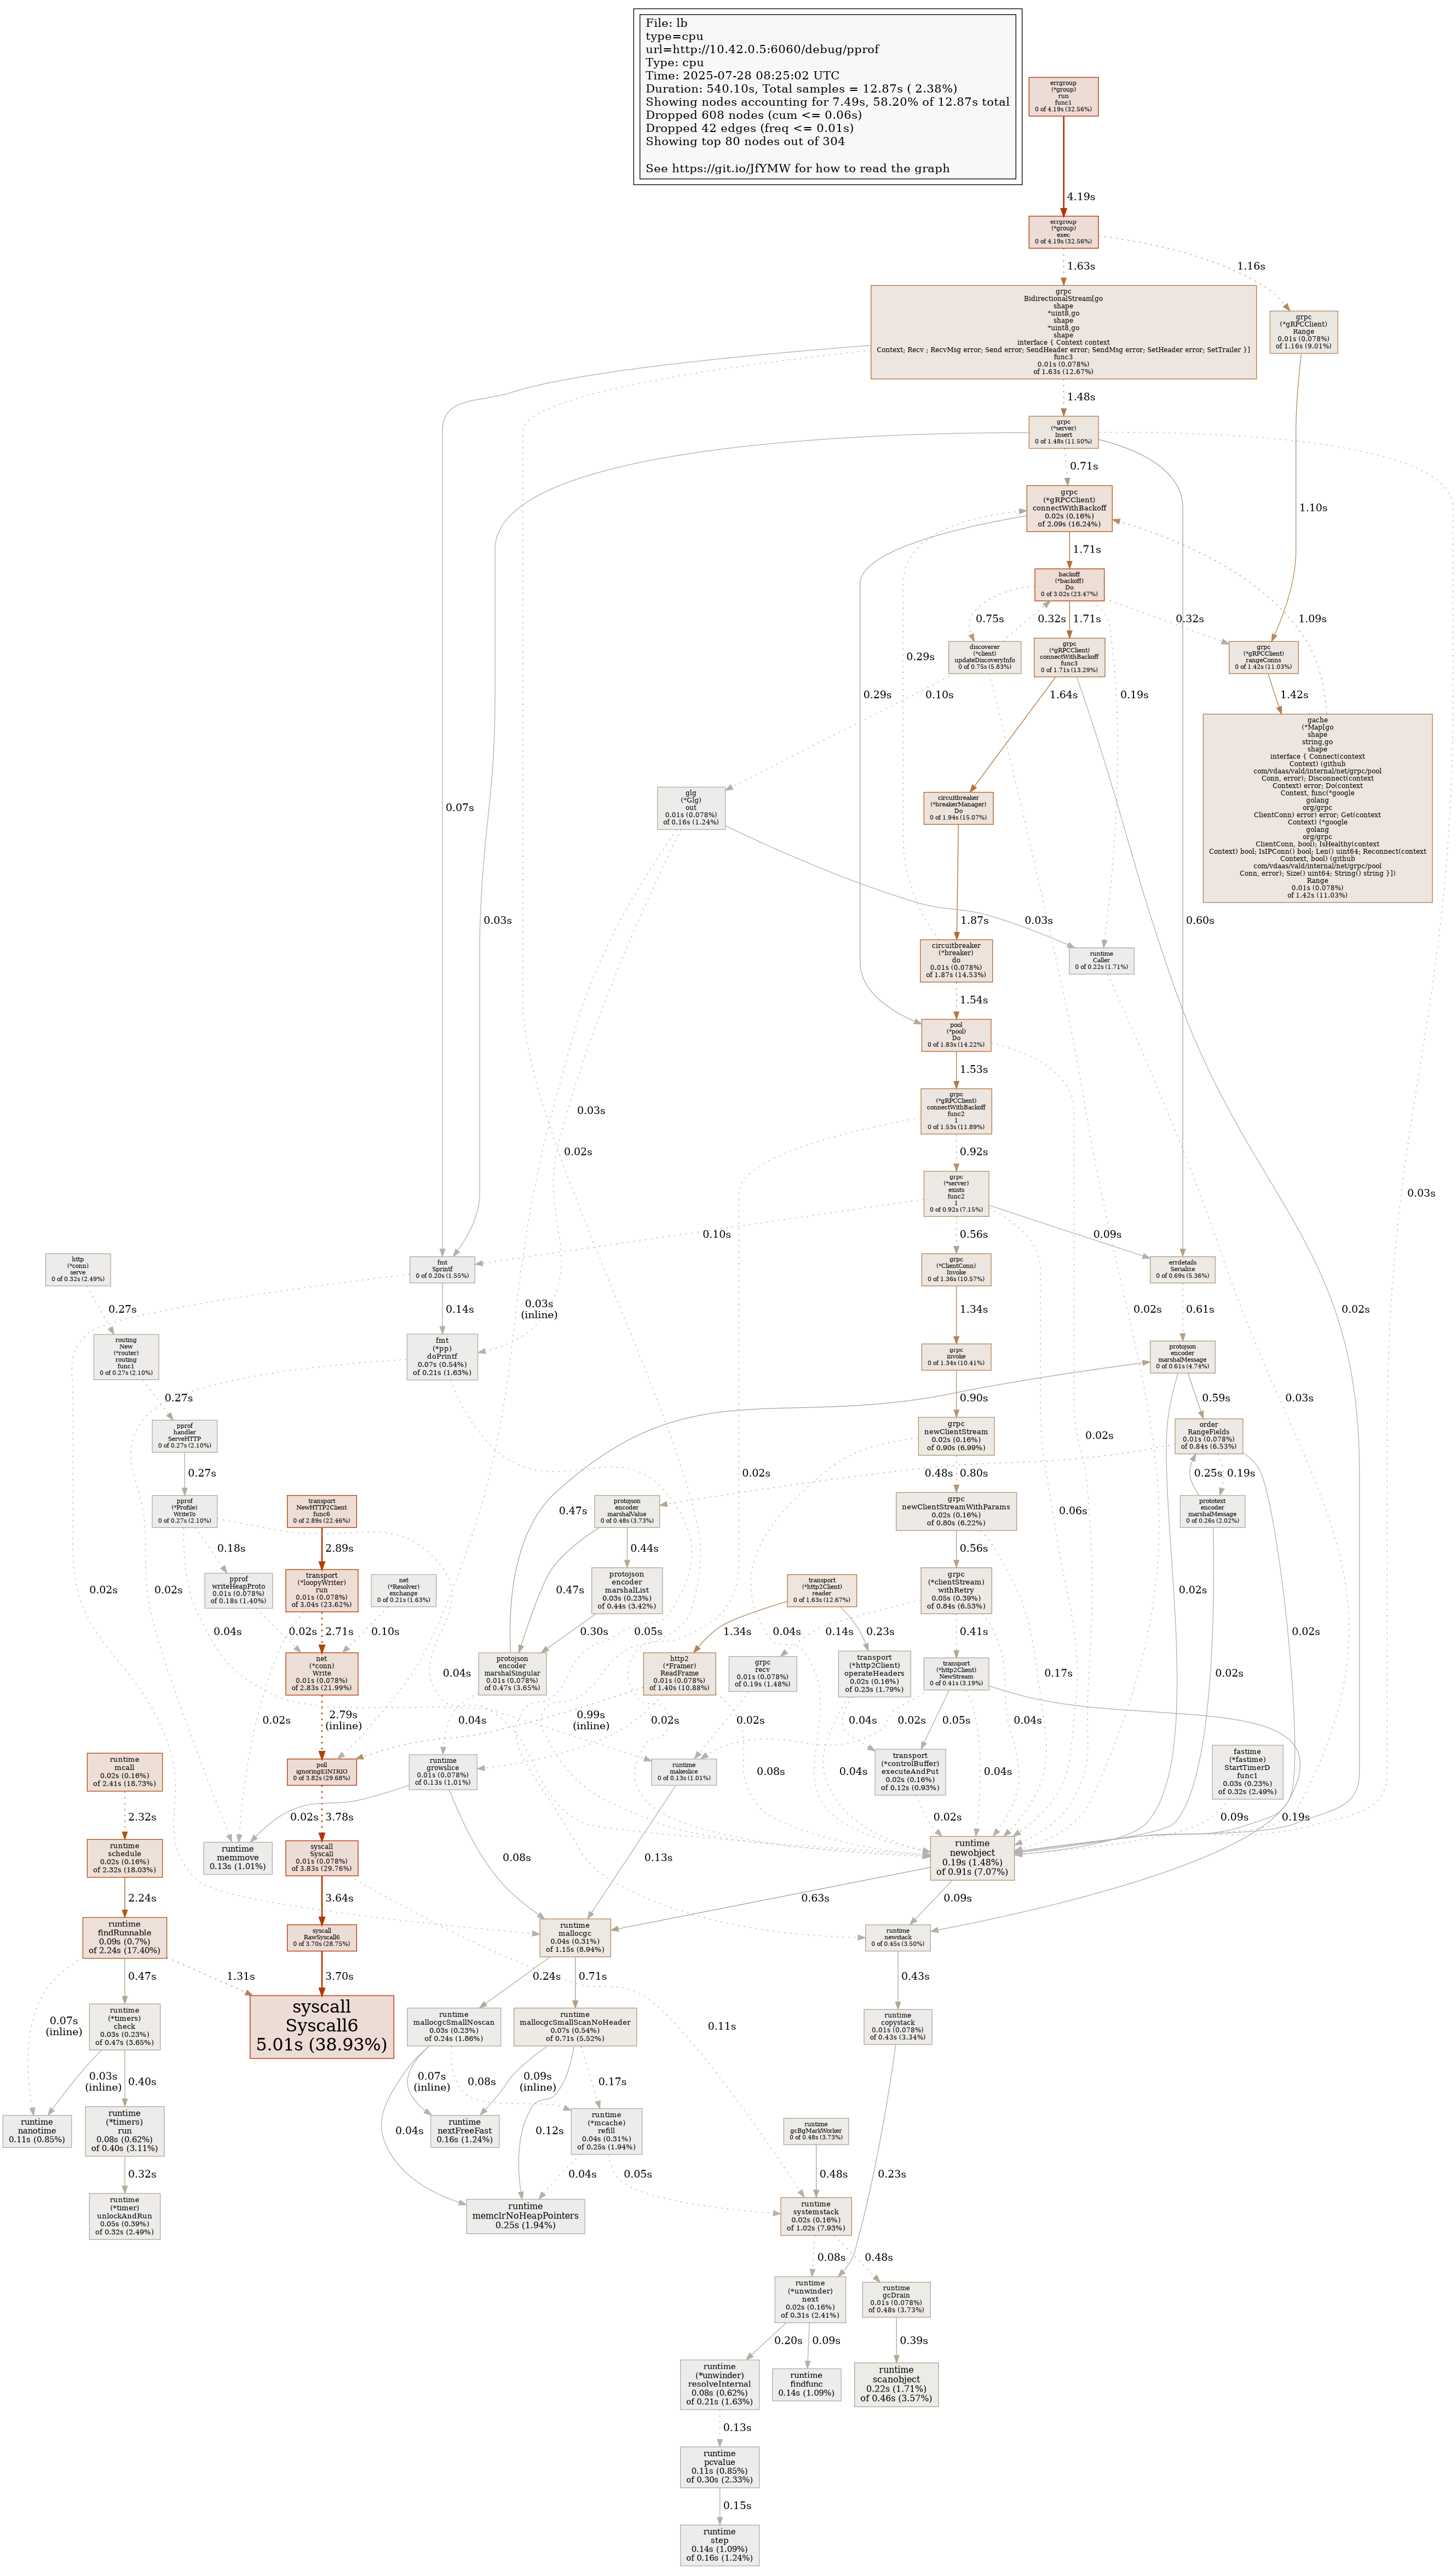 File: lb
type=cpu
url=http://10.42.0.5:6060/debug/pprof
Type: cpu
Time: 2025-07-28 08:25:02 UTC
Duration: 540.10s, Total samples = 12.87s ( 2.38%)
Showing nodes accounting for 7.49s, 58.20% of 12.87s total
Dropped 608 nodes (cum <= 0.06s)
Dropped 42 edges (freq <= 0.01s)
Showing top 80 nodes out of 304
See https://git.io/JfYMW for how to read the graph
errgroup
(*group)
run
func1
0 of 4.19s (32.56%)
4.19s
errgroup
(*group)
exec
0 of 4.19s (32.56%)
1.63s
1.16s
grpc
BidirectionalStream[go
shape
*uint8,go
shape
*uint8,go
shape
interface { Context context
Context; Recv ; RecvMsg error; Send error; SendHeader error; SendMsg error; SetHeader error; SetTrailer }]
func3
0.01s (0.078%)
of 1.63s (12.67%)
grpc
(*gRPCClient)
Range
0.01s (0.078%)
of 1.16s (9.01%)
1.48s
grpc
(*server)
Insert
0 of 1.48s (11.50%)
0.71s
grpc
(*gRPCClient)
connectWithBackoff
0.02s (0.16%)
of 2.09s (16.24%)
1.10s
1.71s
backoff
(*backoff)
Do
0 of 3.02s (23.47%)
0.75s
0.32s
1.71s
0.32s
1.09s
0.29s
discoverer
(*client)
updateDiscoveryInfo
0 of 0.75s (5.83%)
grpc
(*gRPCClient)
connectWithBackoff
func3
0 of 1.71s (13.29%)
grpc
(*gRPCClient)
rangeConns
0 of 1.42s (11.03%)
0.29s
0.10s
1.64s
0.19s
1.42s
gache
(*Map[go
shape
string,go
shape
interface { Connect(context
Context) (github
com/vdaas/vald/internal/net/grpc/pool
Conn, error); Disconnect(context
Context) error; Do(context
Context, func(*google
golang
org/grpc
ClientConn) error) error; Get(context
Context) (*google
golang
org/grpc
ClientConn, bool); IsHealthy(context
Context) bool; IsIPConn() bool; Len() uint64; Reconnect(context
Context, bool) (github
com/vdaas/vald/internal/net/grpc/pool
Conn, error); Size() uint64; String() string }])
Range
0.01s (0.078%)
of 1.42s (11.03%)
glg
(*Glg)
out
0.01s (0.078%)
of 0.16s (1.24%)
circuitbreaker
(*breakerManager)
Do
0 of 1.94s (15.07%)
0.07s
0.03s
1.87s
0.03s
0.60s
circuitbreaker
(*breaker)
do
0.01s (0.078%)
of 1.87s (14.53%)
runtime
Caller
0 of 0.22s (1.71%)
1.54s
pool
(*pool)
Do
0 of 1.83s (14.22%)
1.53s
grpc
(*gRPCClient)
connectWithBackoff
func2
1
0 of 1.53s (11.89%)
0.03s
0.02s
0.92s
grpc
(*server)
exists
func2
1
0 of 0.92s (7.15%)
0.03s
0.10s
0.56s
0.09s
http
(*conn)
serve
0 of 0.32s (2.49%)
fmt
Sprintf
0 of 0.20s (1.55%)
grpc
(*ClientConn)
Invoke
0 of 1.36s (10.57%)
errdetails
Serialize
0 of 0.69s (5.36%)
0.27s
0.14s
0.03s
(inline)
1.34s
0.02s
0.61s
0.02s
routing
New
(*router)
routing
func1
0 of 0.27s (2.10%)
fmt
(*pp)
doPrintf
0.07s (0.54%)
of 0.21s (1.63%)
grpc
invoke
0 of 1.34s (10.41%)
protojson
encoder
marshalMessage
0 of 0.61s (4.74%)
0.27s
0.90s
0.59s
0.03s
pprof
handler
ServeHTTP
0 of 0.27s (2.10%)
grpc
newClientStream
0.02s (0.16%)
of 0.90s (6.99%)
order
RangeFields
0.01s (0.078%)
of 0.84s (6.53%)
0.02s
0.27s
0.02s
0.48s
0.80s
0.25s
0.19s
pprof
(*Profile)
WriteTo
0 of 0.27s (2.10%)
transport
NewHTTP2Client
func6
0 of 2.89s (22.46%)
0.47s
protojson
encoder
marshalValue
0 of 0.48s (3.73%)
grpc
newClientStreamWithParams
0.02s (0.16%)
of 0.80s (6.22%)
0.06s
prototext
encoder
marshalMessage
0 of 0.26s (2.02%)
0.18s
2.89s
0.47s
0.44s
0.56s
pprof
writeHeapProto
0.01s (0.078%)
of 0.18s (1.40%)
transport
(*loopyWriter)
run
0.01s (0.078%)
of 3.04s (23.62%)
net
(*Resolver)
exchange
0 of 0.21s (1.63%)
protojson
encoder
marshalList
0.03s (0.23%)
of 0.44s (3.42%)
transport
(*http2Client)
reader
0 of 1.63s (12.67%)
grpc
(*clientStream)
withRetry
0.05s (0.39%)
of 0.84s (6.53%)
0.02s
0.02s
0.02s
0.04s
0.02s
2.71s
0.10s
0.30s
0.05s
1.34s
0.04s
0.23s
0.14s
0.41s
net
(*conn)
Write
0.01s (0.078%)
of 2.83s (21.99%)
0.04s
protojson
encoder
marshalSingular
0.01s (0.078%)
of 0.47s (3.65%)
http2
(*Framer)
ReadFrame
0.01s (0.078%)
of 1.40s (10.88%)
grpc
recv
0.01s (0.078%)
of 0.19s (1.48%)
transport
(*http2Client)
operateHeaders
0.02s (0.16%)
of 0.23s (1.79%)
transport
(*http2Client)
NewStream
0 of 0.41s (3.19%)
0.17s
0.02s
0.02s
2.79s
(inline)
0.04s
0.99s
(inline)
0.02s
0.02s
0.04s
0.02s
0.05s
0.04s
runtime
mcall
0.02s (0.16%)
of 2.41s (18.73%)
poll
ignoringEINTRIO
0 of 3.82s (29.68%)
runtime
growslice
0.01s (0.078%)
of 0.13s (1.01%)
runtime
makeslice
0 of 0.13s (1.01%)
0.08s
0.04s
transport
(*controlBuffer)
executeAndPut
0.02s (0.16%)
of 0.12s (0.93%)
0.04s
fastime
(*fastime)
StartTimerD
func1
0.03s (0.23%)
of 0.32s (2.49%)
2.32s
0.02s
3.78s
0.02s
0.09s
0.19s
runtime
schedule
0.02s (0.16%)
of 2.32s (18.03%)
runtime
memmove
0.13s (1.01%)
syscall
Syscall
0.01s (0.078%)
of 3.83s (29.76%)
0.08s
0.13s
runtime
newobject
0.19s (1.48%)
of 0.91s (7.07%)
2.24s
3.64s
0.63s
0.09s
runtime
findRunnable
0.09s (0.7%)
of 2.24s (17.40%)
syscall
RawSyscall6
0 of 3.70s (28.75%)
runtime
mallocgc
0.04s (0.31%)
of 1.15s (8.94%)
runtime
newstack
0 of 0.45s (3.50%)
0.47s
1.31s
3.70s
0.24s
0.71s
0.43s
0.07s
(inline)
runtime
(*timers)
check
0.03s (0.23%)
of 0.47s (3.65%)
syscall
Syscall6
5.01s (38.93%)
runtime
mallocgcSmallNoscan
0.03s (0.23%)
of 0.24s (1.86%)
runtime
mallocgcSmallScanNoHeader
0.07s (0.54%)
of 0.71s (5.52%)
0.11s
runtime
copystack
0.01s (0.078%)
of 0.43s (3.34%)
0.03s
(inline)
0.40s
0.07s
(inline)
0.08s
0.09s
(inline)
0.17s
runtime
nanotime
0.11s (0.85%)
runtime
(*timers)
run
0.08s (0.62%)
of 0.40s (3.11%)
0.04s
runtime
nextFreeFast
0.16s (1.24%)
0.12s
runtime
(*mcache)
refill
0.04s (0.31%)
of 0.25s (1.94%)
runtime
gcBgMarkWorker
0 of 0.48s (3.73%)
0.32s
0.04s
0.05s
0.48s
0.23s
runtime
(*timer)
unlockAndRun
0.05s (0.39%)
of 0.32s (2.49%)
runtime
memclrNoHeapPointers
0.25s (1.94%)
runtime
systemstack
0.02s (0.16%)
of 1.02s (7.93%)
0.08s
0.48s
runtime
(*unwinder)
next
0.02s (0.16%)
of 0.31s (2.41%)
runtime
gcDrain
0.01s (0.078%)
of 0.48s (3.73%)
0.20s
0.09s
0.39s
runtime
(*unwinder)
resolveInternal
0.08s (0.62%)
of 0.21s (1.63%)
runtime
findfunc
0.14s (1.09%)
runtime
scanobject
0.22s (1.71%)
of 0.46s (3.57%)
0.13s
runtime
pcvalue
0.11s (0.85%)
of 0.30s (2.33%)
0.15s
runtime
step
0.14s (1.09%)
of 0.16s (1.24%)